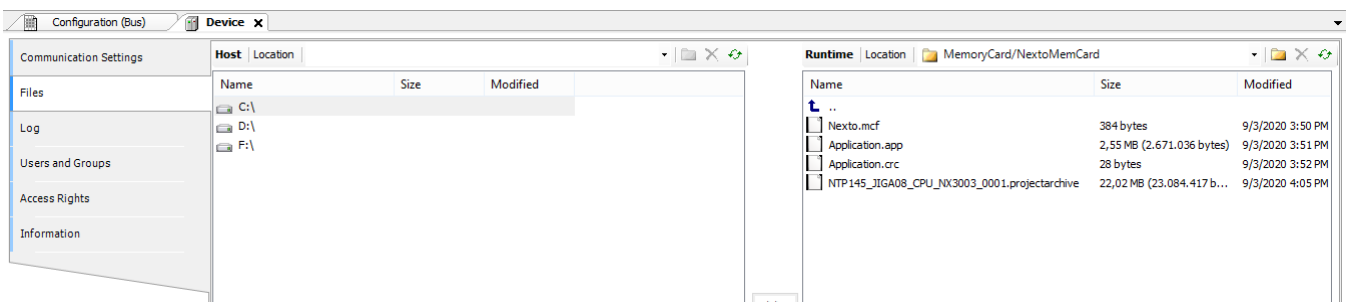 Configuration (Bus) Device X
Communication Settings
Files
Log
Users and Groups
Access Rights
Information
Host Location
Name Size Modified
C:\
D:\
F:\
Runtime Location MemoryCard/NextoMemCard
Name Size Modified
..
Nexto.mcf 384 bytes 9/3/2020 3:50 PM
Application.app 2,55 MB (2.671.036 bytes) 9/3/2020 3:51 PM
Application.crc 28 bytes 9/3/2020 3:52 PM
NTP145_JIGA08_CPU_NX3003_0001.projectarchive 22,02 MB (23.084.417 b... 9/3/2020 4:05 PM